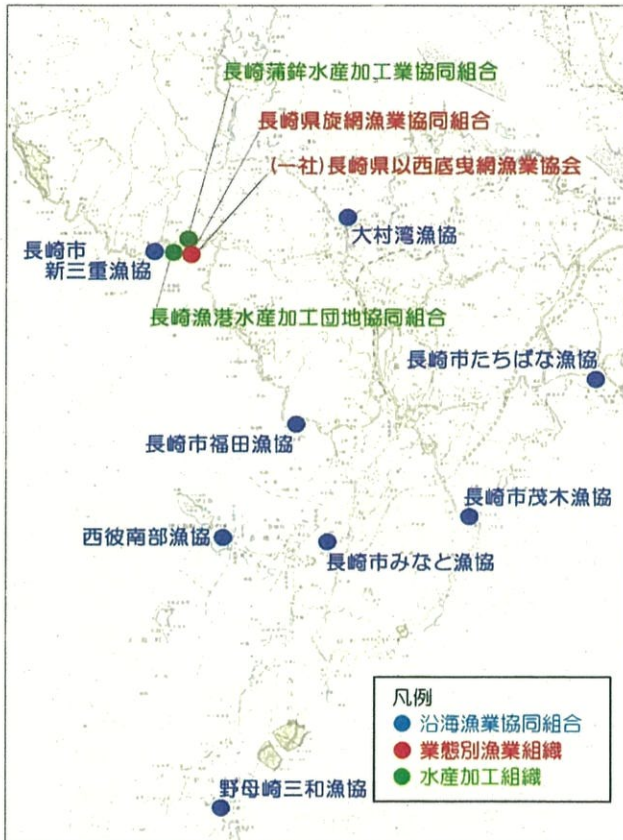 長崎蒲鉾水産加工業協同組合
長崎県旋網漁業協同組合
(一社)長崎県以西底曳網漁業協会
大村湾漁協
長崎市
新三重漁協
長崎漁港水産加工団地協同組合
長崎市たちばな漁協
長崎市福田漁協
長崎市茂木漁協
西彼南部漁協
長崎市みなと漁協
野母崎三和漁協
凡例
沿海漁業協同組合
業態別漁業組織
水産加工組織